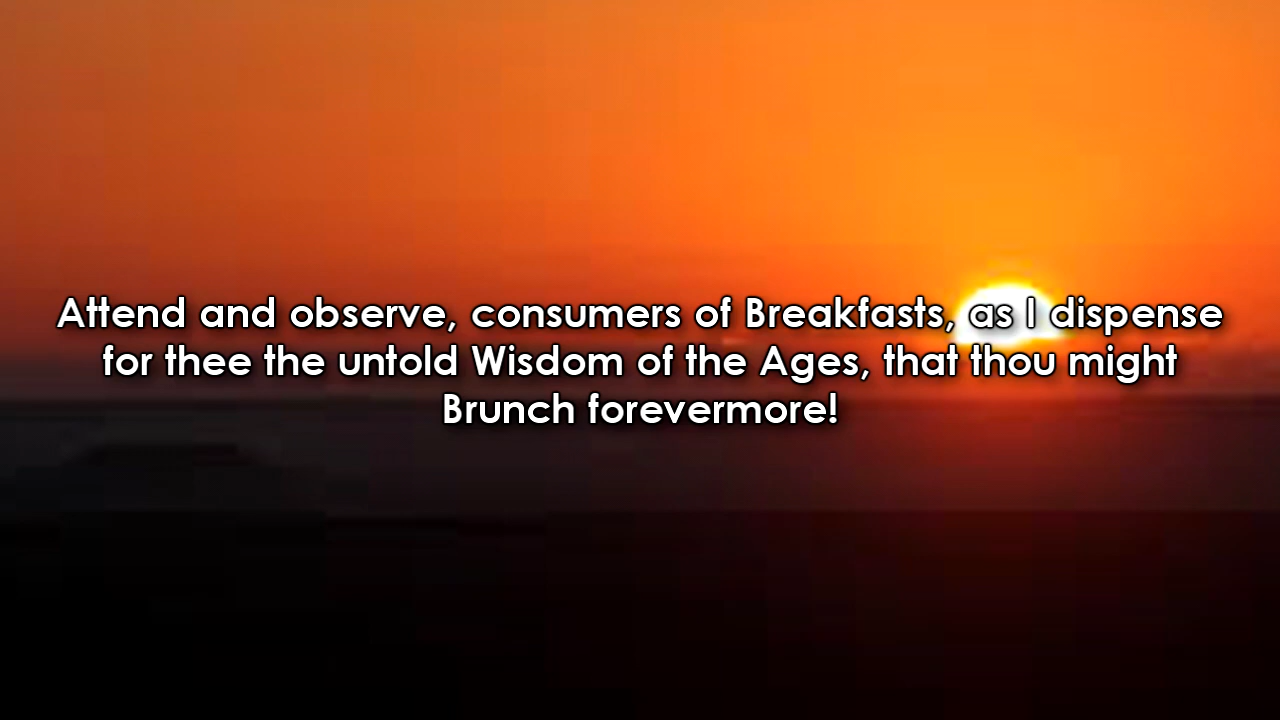 Attend and observe, consumers of Breakfasts, as I dispense
for thee the untold Wisdom of the Ages, that thou might
Brunch forevermore!